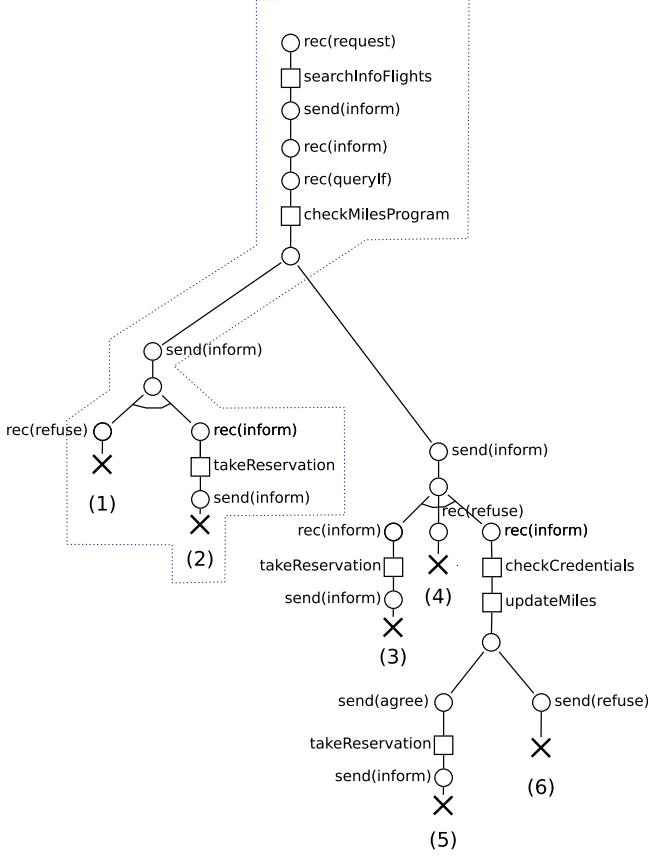 rec(request)
searchInfoFlights
send(inform)
rec(inform)
rec(queryIf)
checkMilesProgram
send(inform)
rec(refuse)
rec(inform)
takeReservation
send(inform)
(1)
(2)
send(inform)
rec(refuse)
rec(inform)
rec(inform)
takeReservation
checkCredentials
send(inform)
(4)
updateMiles
(3)
send(agree)
send(refuse)
takeReservation
send(inform)
(6)
(5)